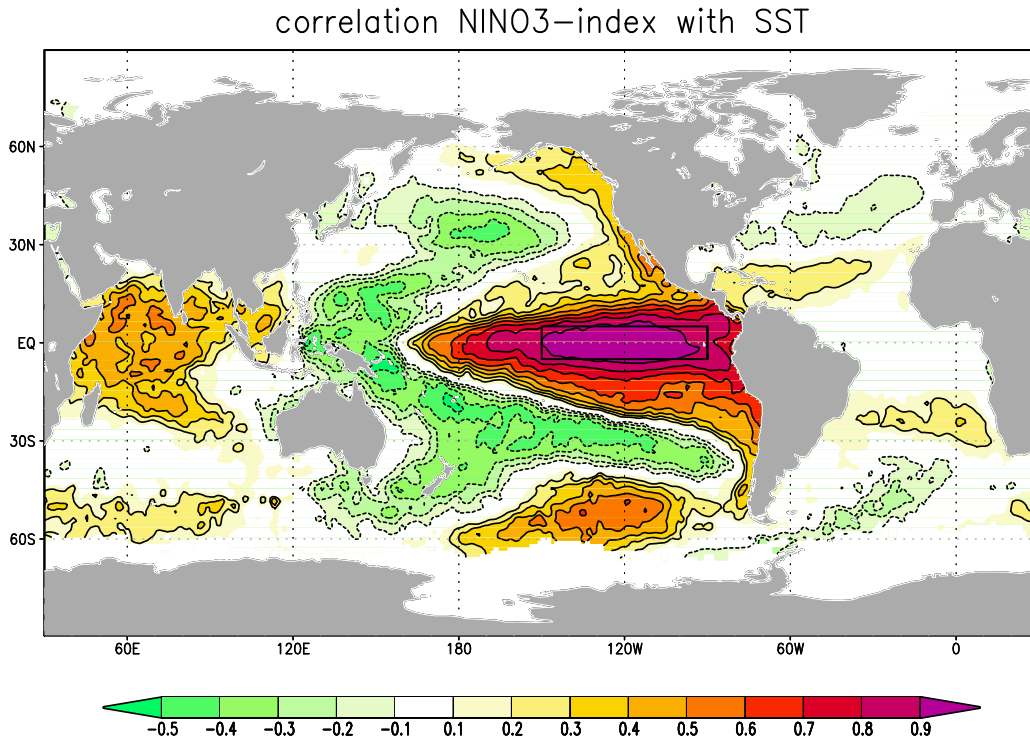 correlation NINO3-index with SST
60N
30N
EQ
30S
60S
60E 120E 180 120W 60W 0
-0.5 -0.4 -0.3 -0.2 -0.1 0.1 0.2 0.3 0.4 0.5 0.6 0.7 0.8 0.9